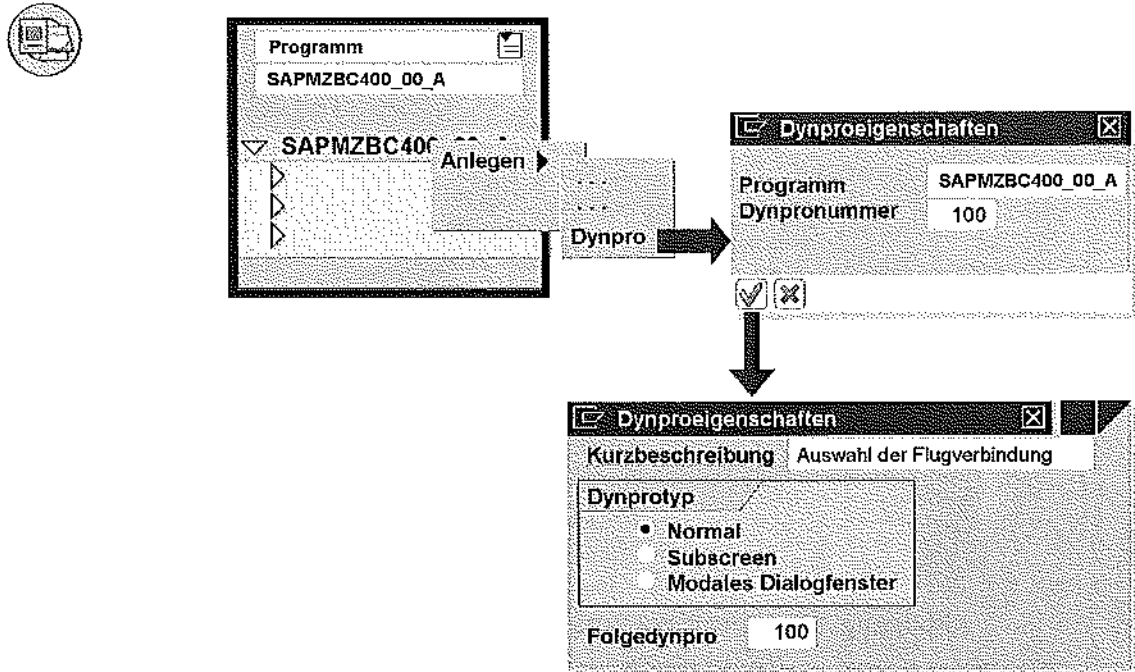 Programm
SAPMZBC400_00_A
SAPMZBC400_00_A
Anlegen
. . .
. . .
Dynpro
Dynproeigenschaften
Programm SAPMZBC400_00_A
Dynpronummer 100
Dynproeigenschaften
Kurzbeschreibung Auswahl der Flugverbindung
Dynprotyp
Normal
Subscreen
Modales Dialogfenster
Folgedynpro 100